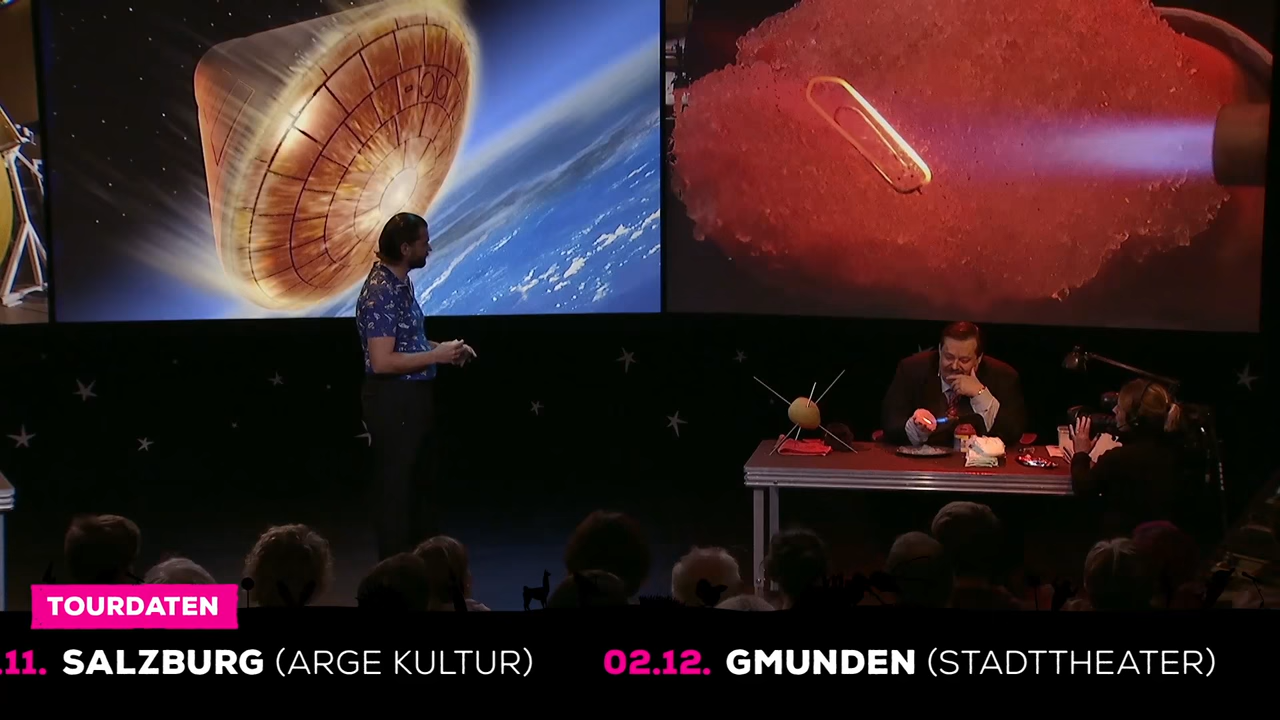 TOURDATEN
.11. SALZBURG (ARGE KULTUR) 02.12. GMUNDEN (STADTTHEATER)